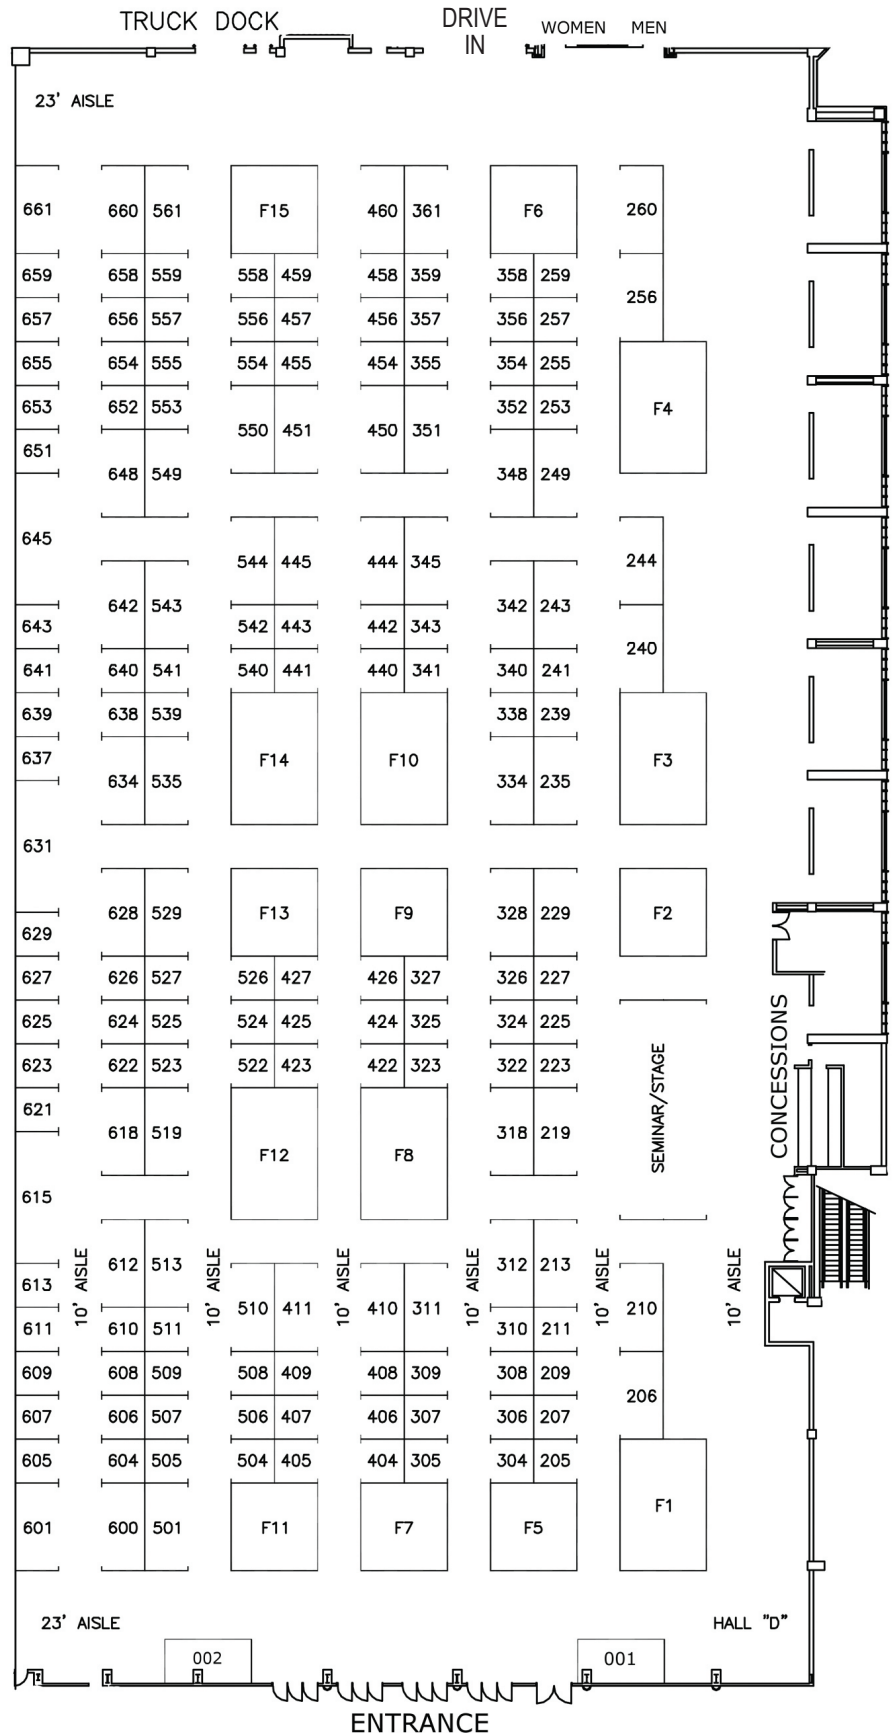 TRUCK DOCK
DRIVE
IN
WOMEN MEN
23' AISLE
661 660 561 F15 460 361 F6 260
659 658 559 558 459 458 359 358 259
256
657 656 557 556 457 456 357 356 257
655 654 555 554 455 454 355 354 255
653 652 553 352 253 F4
550 451 450 351
651
648 549 348 249
645
544 445 444 345 244
642 543 342 243
643 542 443 442 343
240
641 640 541 540 441 440 341 340 241
639 638 539 338 239
637 F14 F10 F3
634 535 334 235
631
628 529 F13 F9 328 229 F2
629
627 626 527 526 427 426 327 326 227
625 624 525 524 425 424 325 324 225
623 622 523 522 423 422 323 322 223
SEMINAR/STAGE
CONCESSIONS
621
618 519 318 219
F12 F8
615
612 513 312 213
10' AISLE 10' AISLE 10' AISLE 10' AISLE 10' AISLE 10' AISLE
613
510 411 410 311 210
611 610 511 310 211
609 608 509 508 409 408 309 308 209
206
607 606 507 506 407 406 307 306 207
605 604 505 504 405 404 305 304 205
F1
601 600 501 F11 F7 F5
23' AISLE HALL "D"
002 001
ENTRANCE